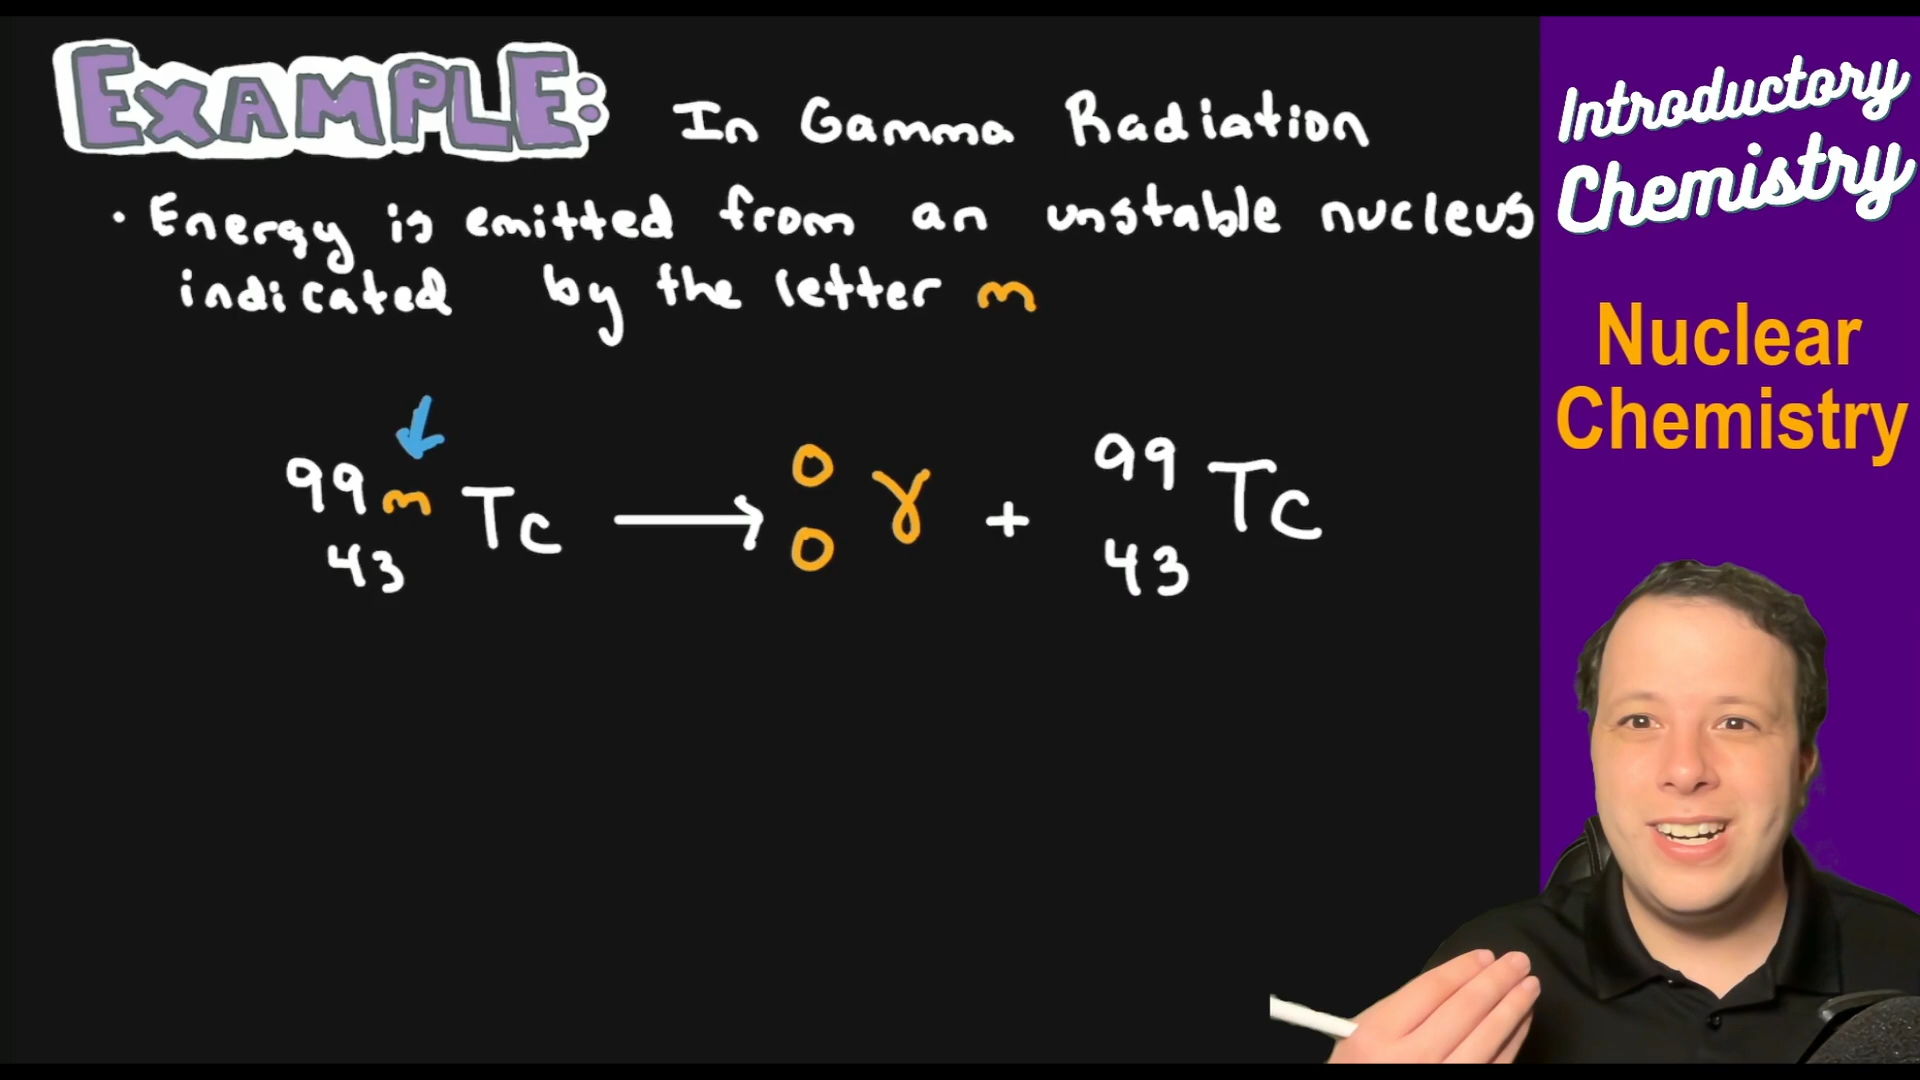 EXAMPLE: In Gamma Radiation
• Energy is emitted from an unstable nucleus
indicated by the letter m
99m
43 Tc → 0
0 γ + 99
43 Tc
Introductory
Chemistry
Nuclear
Chemistry